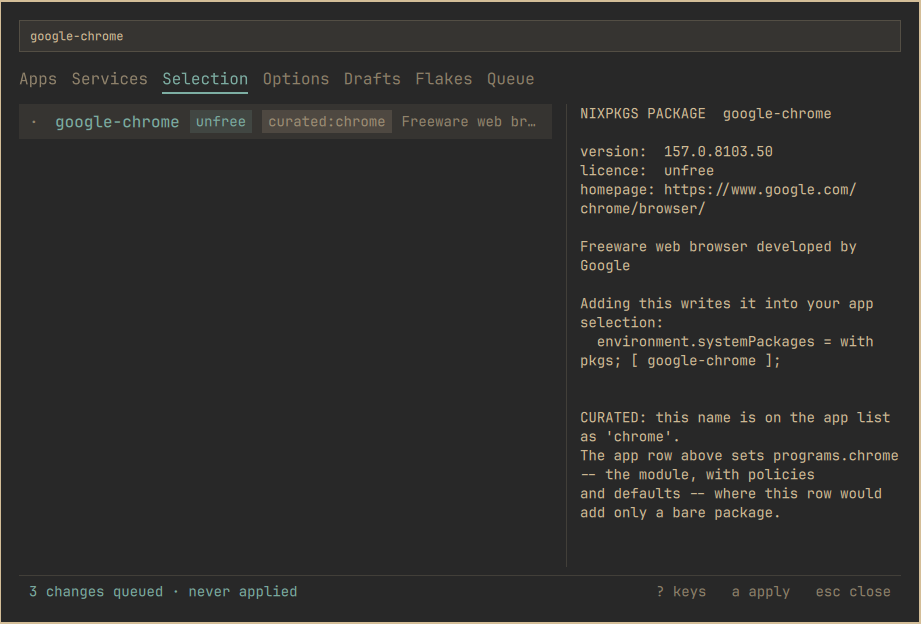 google-chrome
Apps Services Selection Options Drafts Flakes Queue
· google-chrome unfree curated:chrome Freeware web br…
NIXPKGS PACKAGE google-chrome
version: 157.0.8103.50
licence: unfree
homepage: https://www.google.com/
chrome/browser/
Freeware web browser developed by
Google
Adding this writes it into your app
selection:
environment.systemPackages = with
pkgs; [ google-chrome ];
CURATED: this name is on the app list
as 'chrome'.
The app row above sets programs.chrome
-- the module, with policies
and defaults -- where this row would
add only a bare package.
3 changes queued · never applied
? keys a apply esc close